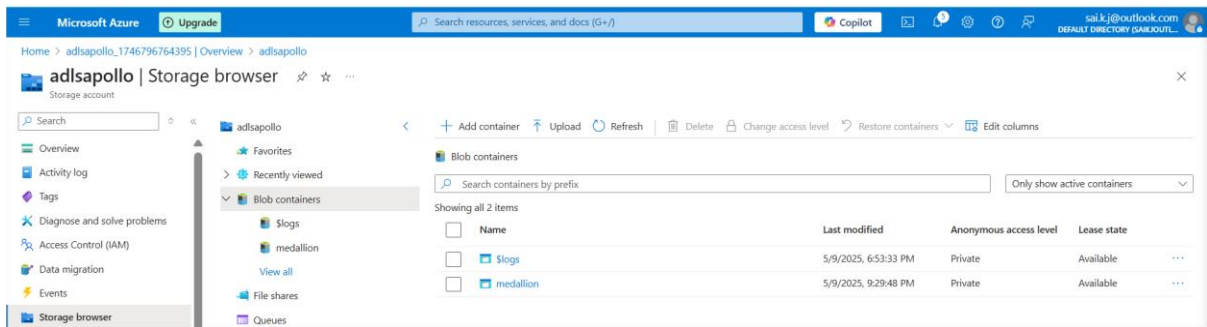 Microsoft Azure
Upgrade
Search resources, services, and docs (G+/)
Copilot
5
sai.k.j@outlook.com
DEFAULT DIRECTORY (SAIKJOUTL...
Home > adlsapollo_1746796764395 | Overview > adlsapollo
adlsapollo | Storage browser
Storage account
Search
Overview
Activity log
Tags
Diagnose and solve problems
Access Control (IAM)
Data migration
Events
Storage browser
adlsapollo
Favorites
Recently viewed
Blob containers
$logs
medallion
View all
File shares
Queues
Add container Upload Refresh Delete Change access level Restore containers Edit columns
Blob containers
Search containers by prefix
Only show active containers
Showing all 2 items
Name Last modified Anonymous access level Lease state
$logs 5/9/2025, 6:53:33 PM Private Available
medallion 5/9/2025, 9:29:48 PM Private Available